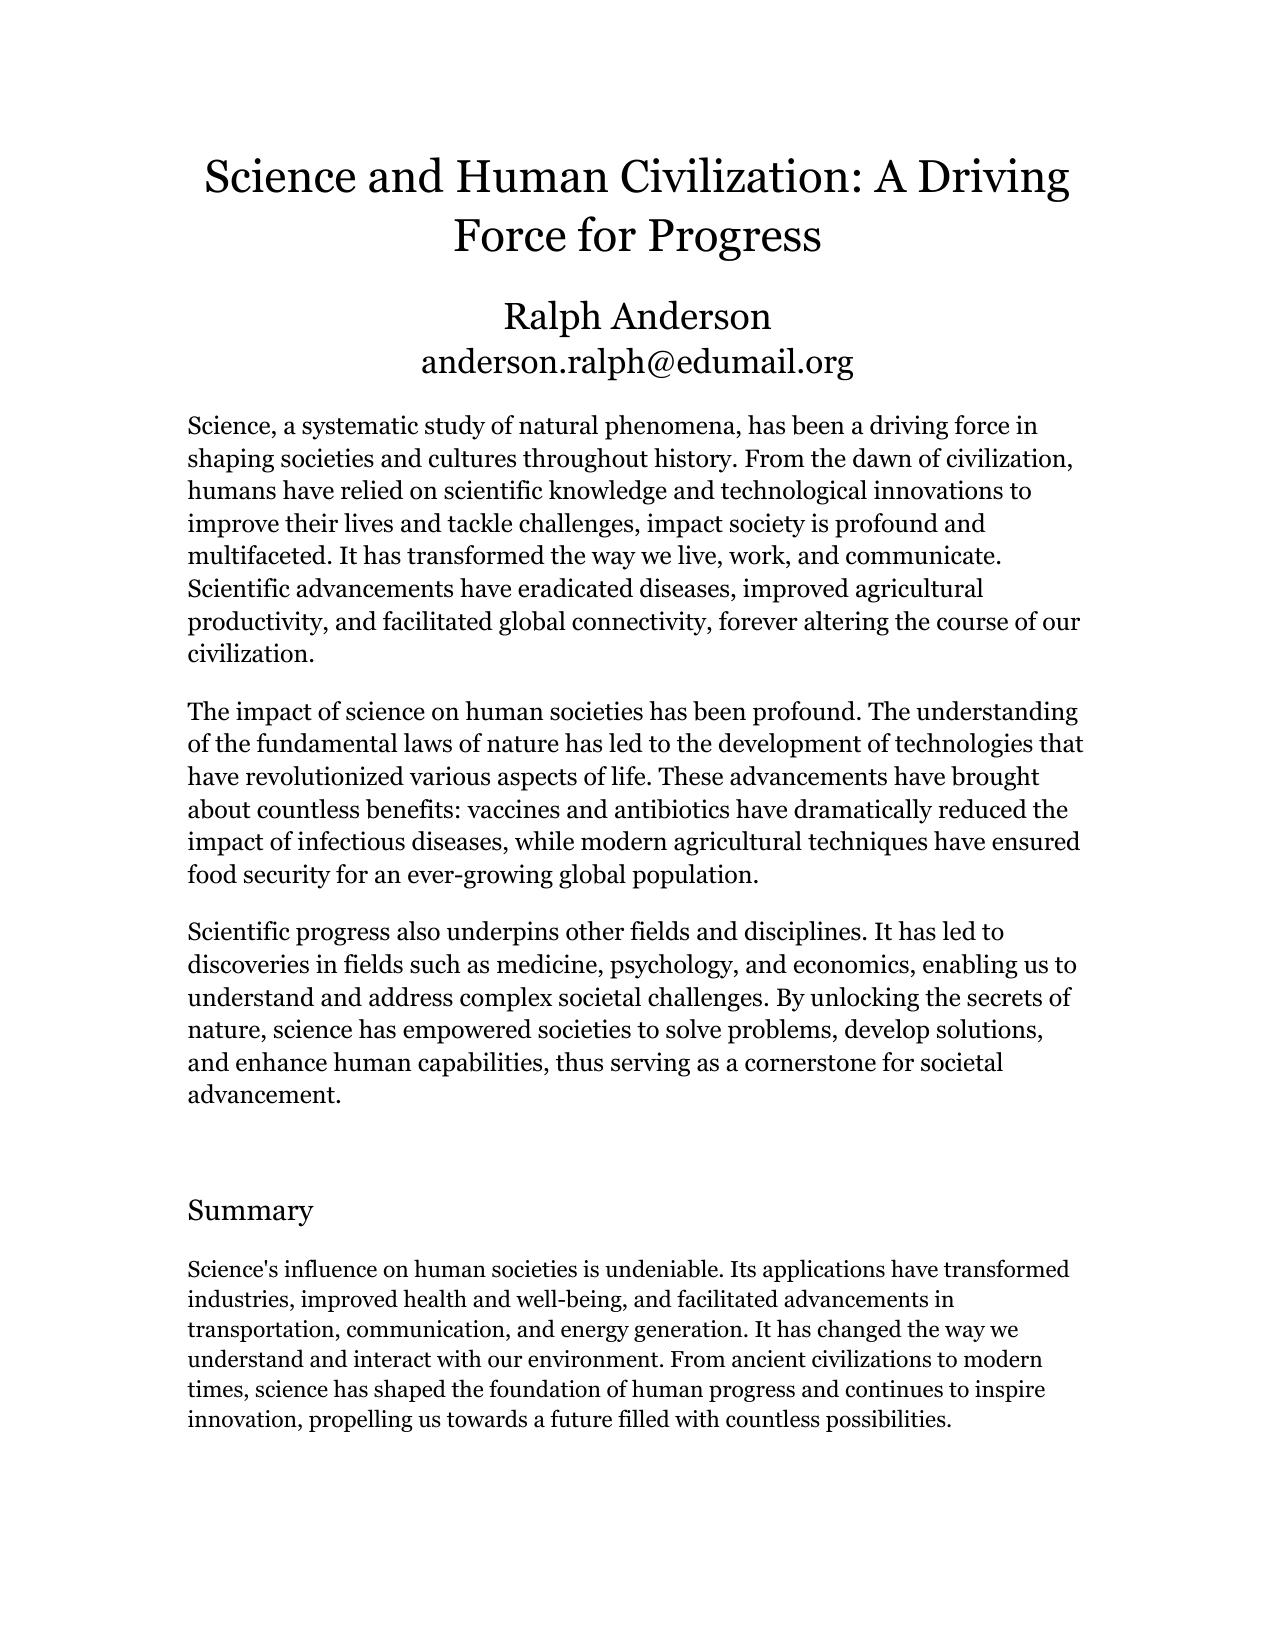 Science and Human Civilization: A Driving
Force for Progress
Ralph Anderson
anderson.ralph@edumail.org
Science, a systematic study of natural phenomena, has been a driving force in
shaping societies and cultures throughout history. From the dawn of civilization,
humans have relied on scientific knowledge and technological innovations to
improve their lives and tackle challenges, impact society is profound and
multifaceted. It has transformed the way we live, work, and communicate.
Scientific advancements have eradicated diseases, improved agricultural
productivity, and facilitated global connectivity, forever altering the course of our
civilization.
The impact of science on human societies has been profound. The understanding
of the fundamental laws of nature has led to the development of technologies that
have revolutionized various aspects of life. These advancements have brought
about countless benefits: vaccines and antibiotics have dramatically reduced the
impact of infectious diseases, while modern agricultural techniques have ensured
food security for an ever-growing global population.
Scientific progress also underpins other fields and disciplines. It has led to
discoveries in fields such as medicine, psychology, and economics, enabling us to
understand and address complex societal challenges. By unlocking the secrets of
nature, science has empowered societies to solve problems, develop solutions,
and enhance human capabilities, thus serving as a cornerstone for societal
advancement.
Summary
Science's influence on human societies is undeniable. Its applications have transformed
industries, improved health and well-being, and facilitated advancements in
transportation, communication, and energy generation. It has changed the way we
understand and interact with our environment. From ancient civilizations to modern
times, science has shaped the foundation of human progress and continues to inspire
innovation, propelling us towards a future filled with countless possibilities.